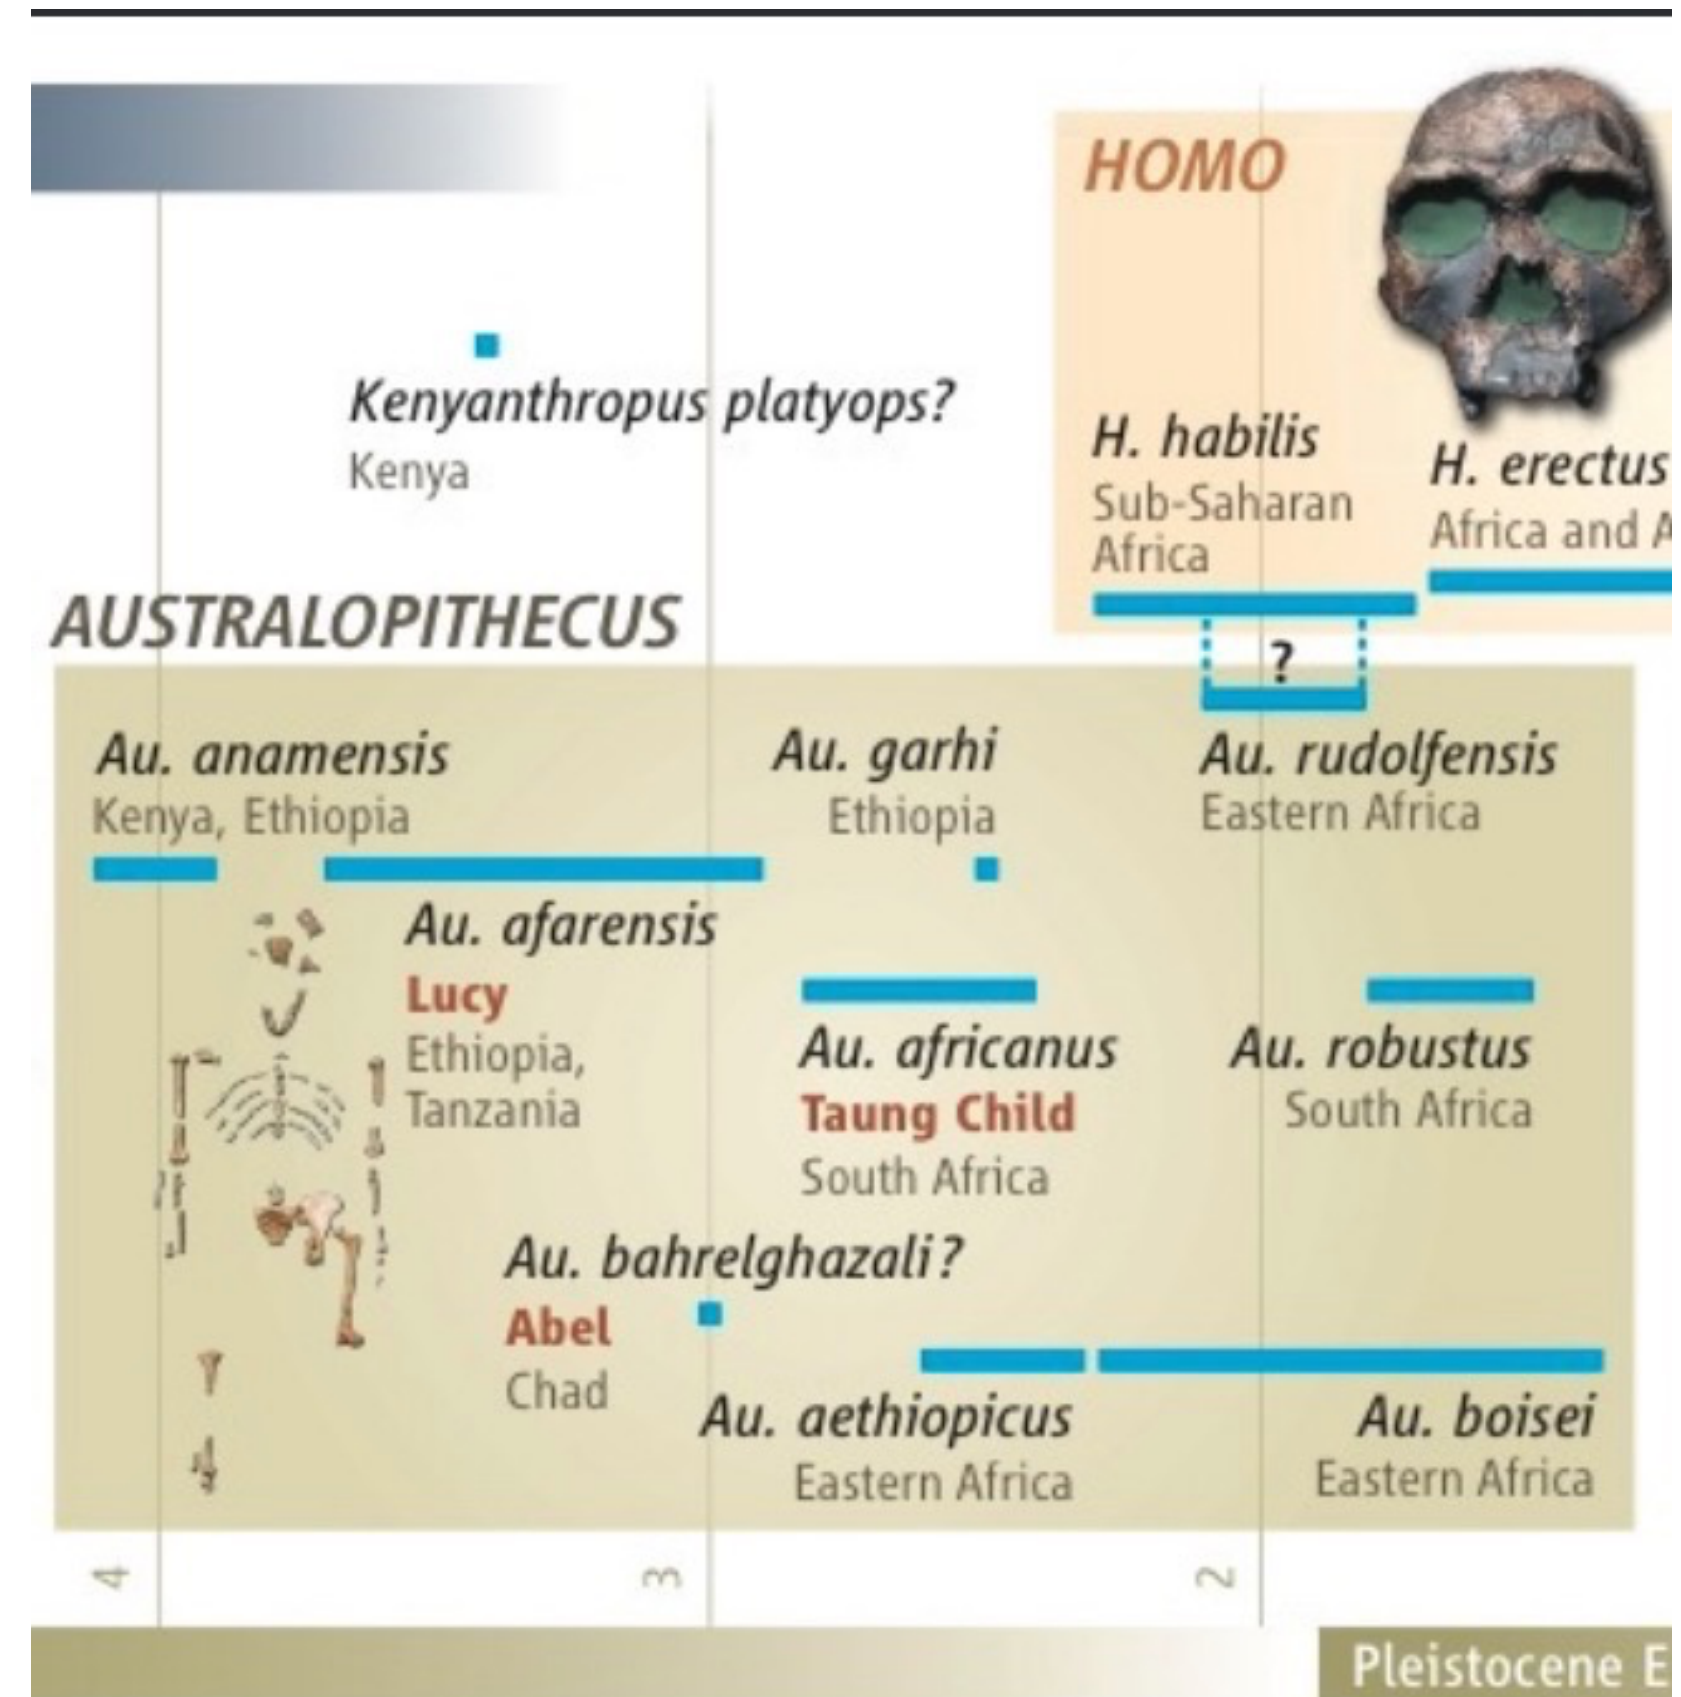 HOMO
Kenyanthropus platyops?
Kenya
H. habilis
Sub-Saharan
Africa
H. erectus
Africa and A
AUSTRALOPITHECUS
?
Au. anamensis
Kenya, Ethiopia
Au. garhi
Ethiopia
Au. rudolfensis
Eastern Africa
Au. afarensis
Lucy
Ethiopia,
Tanzania
Au. africanus
Taung Child
South Africa
Au. robustus
South Africa
Au. bahrelghazali?
Abel
Chad
Au. aethiopicus
Eastern Africa
Au. boisei
Eastern Africa
4
3
2
Pleistocene E